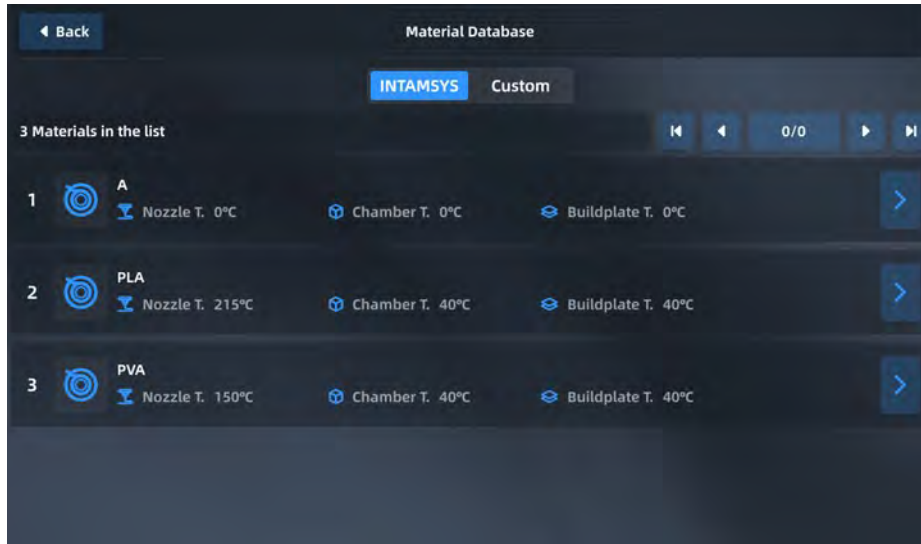 Back
Material Database
INTAMSYS Custom
3 Materials in the list
0/0
1
A
Nozzle T. 0℃ Chamber T. 0℃ Buildplate T. 0℃
2
PLA
Nozzle T. 215℃ Chamber T. 40℃ Buildplate T. 40℃
3
PVA
Nozzle T. 150℃ Chamber T. 40℃ Buildplate T. 40℃